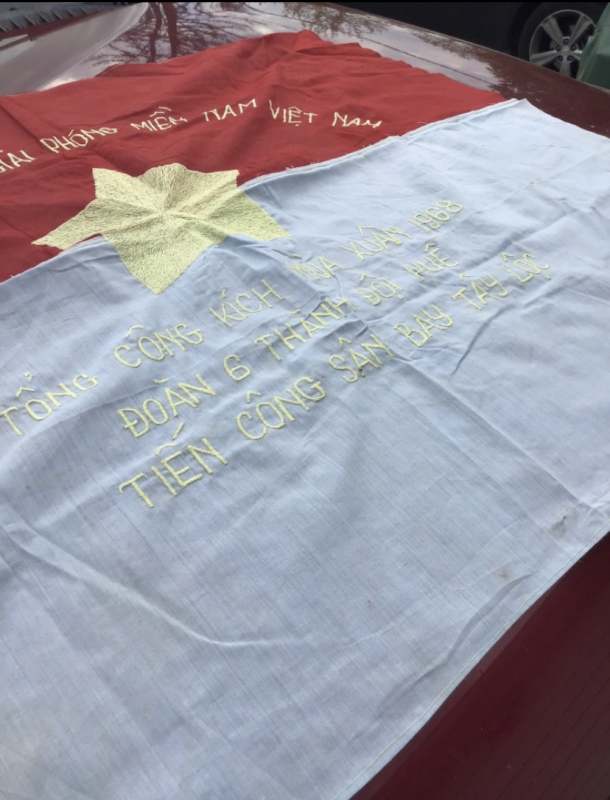 GIẢI PHÓNG MIỀN NAM VIỆT NAM
TỔNG CÔNG KÍCH MÙA XUÂN 1968
ĐOÀN 6 THÀNH ĐỘI HUẾ
TIẾN CÔNG SÂN BAY TÂY LỘC